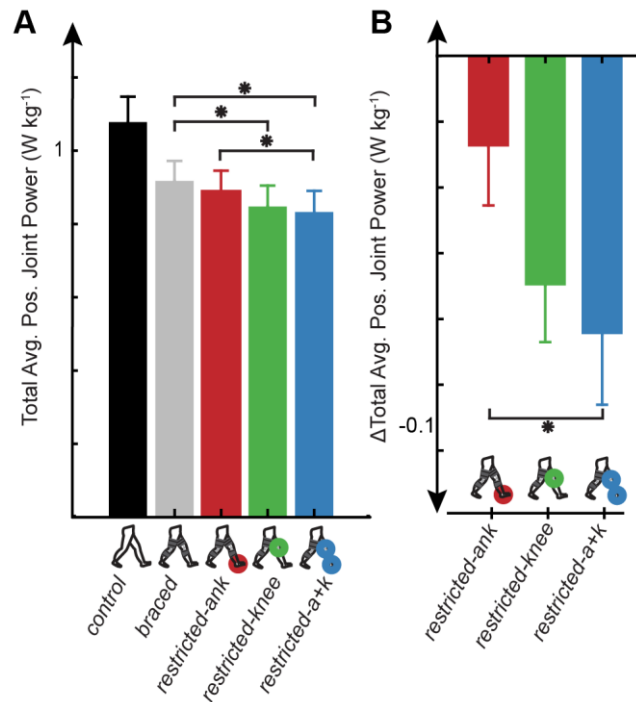 A
Total Avg. Pos. Joint Power (W kg⁻¹)
1
*
*
*
control
braced
restricted-ank
restricted-knee
restricted-a+k
B
ΔTotal Avg. Pos. Joint Power (W kg⁻¹)
-0.1
*
restricted-ank
restricted-knee
restricted-a+k